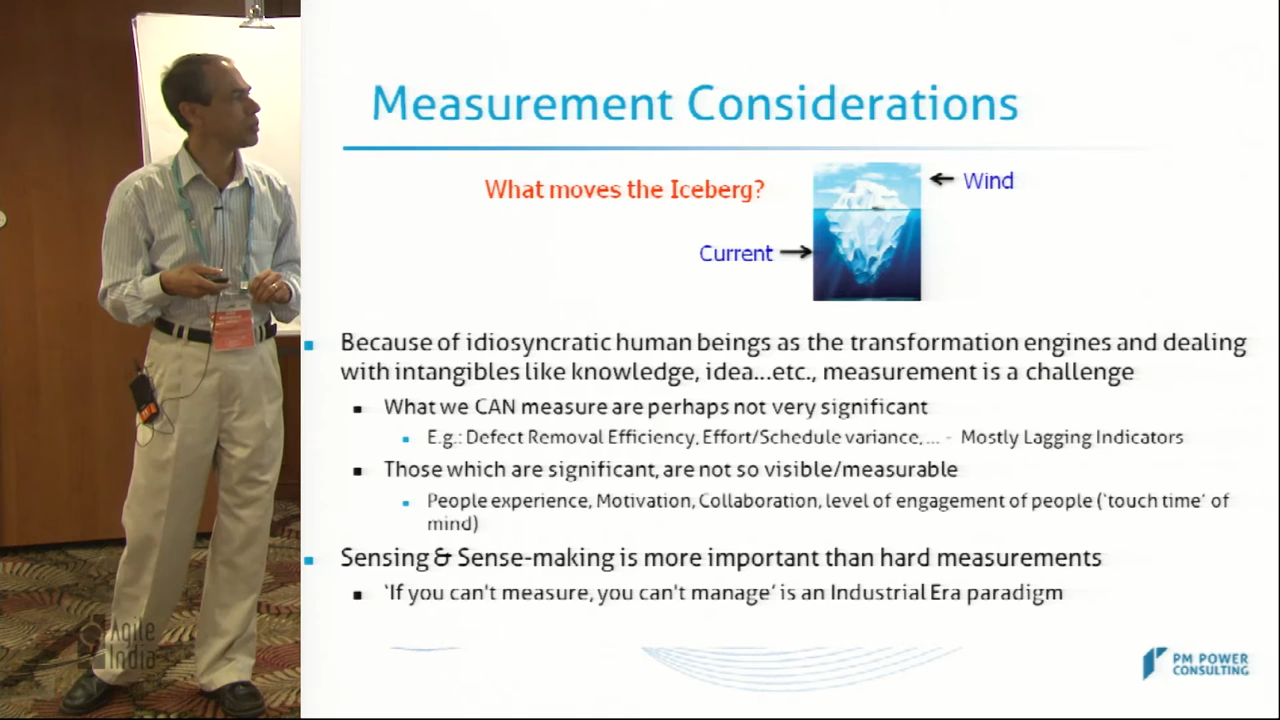 Measurement Considerations
What moves the Iceberg?
Wind
Current
Because of idiosyncratic human beings as the transformation engines and dealing
with intangibles like knowledge, idea...etc., measurement is a challenge
What we CAN measure are perhaps not very significant
E.g.: Defect Removal Efficiency, Effort/Schedule variance,... - Mostly Lagging Indicators
Those which are significant, are not so visible/measurable
People experience, Motivation, Collaboration, level of engagement of people ('touch time' of
mind)
Sensing & Sense-making is more important than hard measurements
'If you can't measure, you can't manage' is an Industrial Era paradigm
Agile
India
PM POWER
CONSULTING